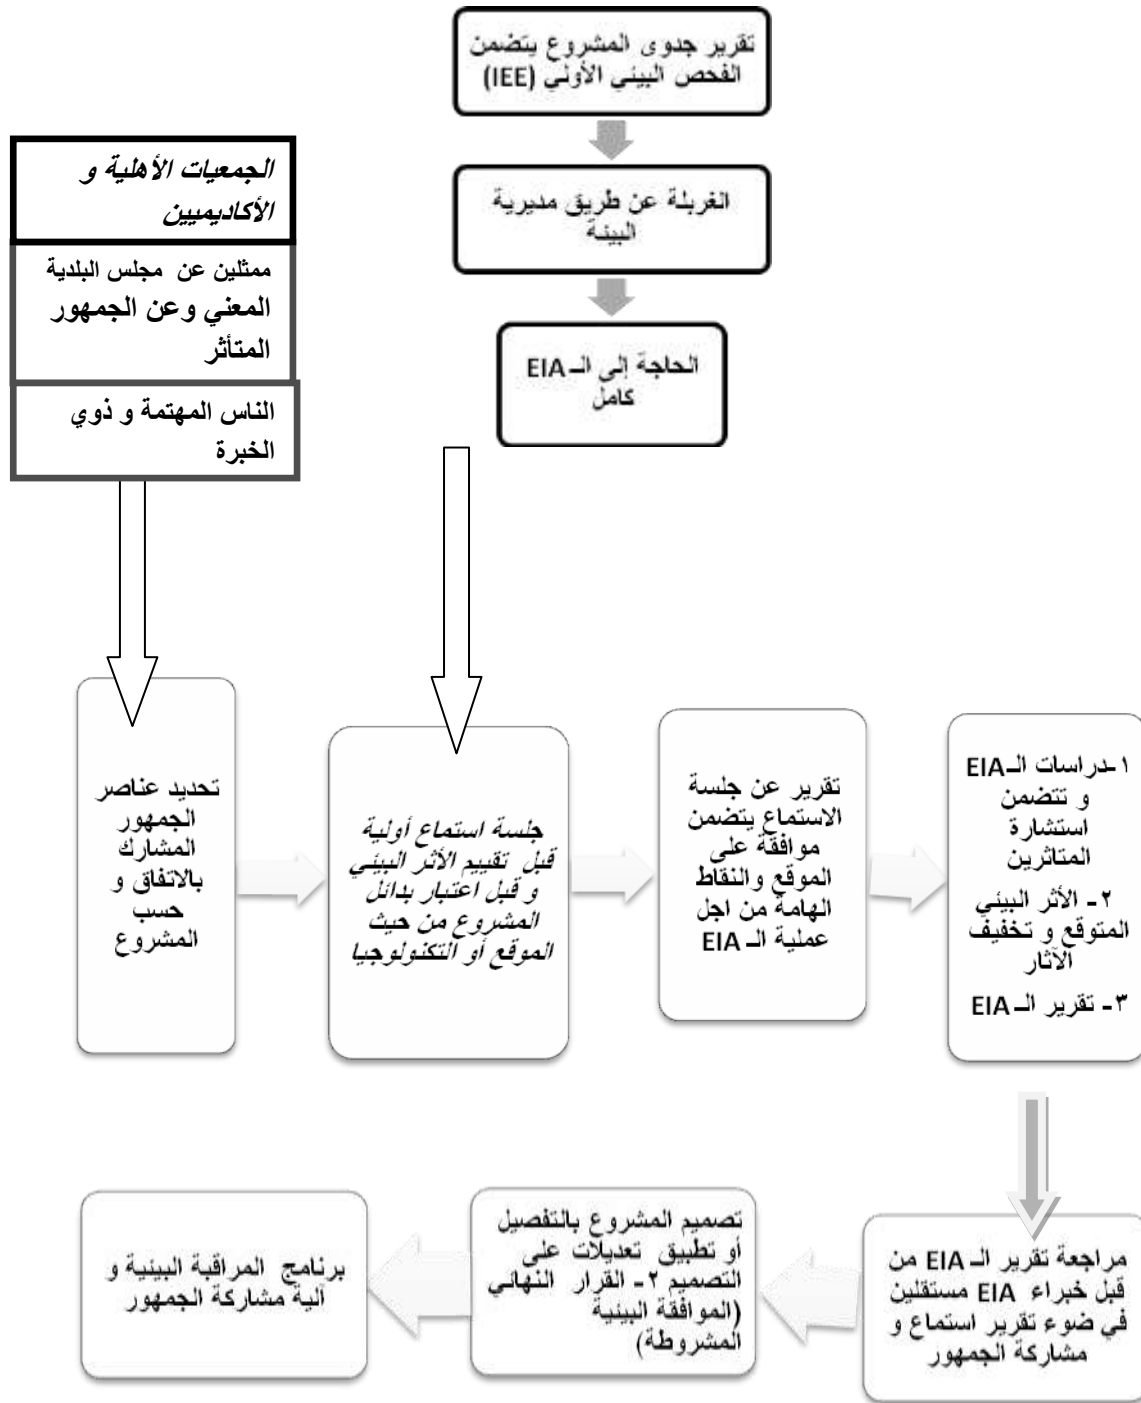 تقرير جدوى المشروع يتضمن
الفحص البيئي الأولي (IEE)
الغربلة عن طريق مديرية
البيئة
الحاجة إلى الـ EIA
كامل
الجمعيات الأهلية و
الأكاديميين
ممثلين عن مجلس البلدية
المعني وعن الجمهور
المتأثر
الناس المهتمة و ذوي
الخبرة
تحديد عناصر
الجمهور
المشارك
بالاتفاق و
حسب
المشروع
جلسة استماع أولية
قبل تقييم الأثر البيئي
و قبل اعتبار بدائل
المشروع من حيث
الموقع أو التكنولوجيا
تقرير عن جلسة
الاستماع يتضمن
موافقة على
الموقع والنقاط
الهامة من اجل
عملية الـ EIA
١-دراسات الـ EIA
و تتضمن
استشارة
المتاثرين
٢- الأثر البيئي
المتوقع و تخفيف
الآثار
٣- تقرير الـ EIA
مراجعة تقرير الـ EIA من
قبل خبراء EIA مستقلين
في ضوء تقرير استماع و
مشاركة الجمهور
تصميم المشروع بالتفصيل
أو تطبيق تعديلات على
التصميم ٢- القرار النهائي
(الموافقة البيئية
المشروطة)
برنامج المراقبة البيئية و
آلية مشاركة الجمهور